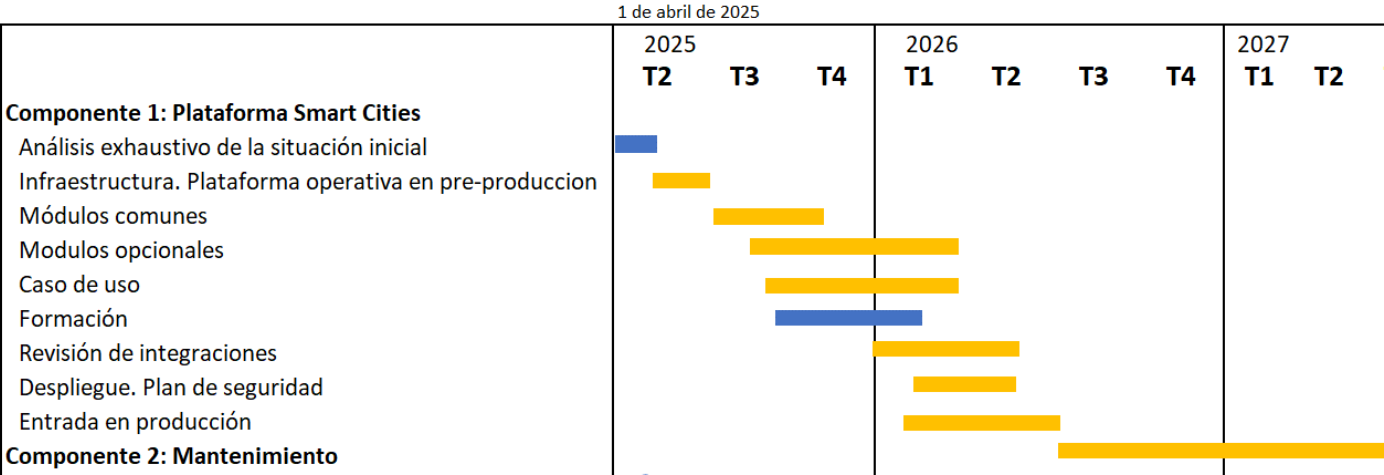 1 de abril de 2025
2025 2026 2027
T2 T3 T4 T1 T2 T3 T4 T1 T2
Componente 1: Plataforma Smart Cities
Análisis exhaustivo de la situación inicial
Infraestructura. Plataforma operativa en pre-produccion
Módulos comunes
Modulos opcionales
Caso de uso
Formación
Revisión de integraciones
Despliegue. Plan de seguridad
Entrada en producción
Componente 2: Mantenimiento